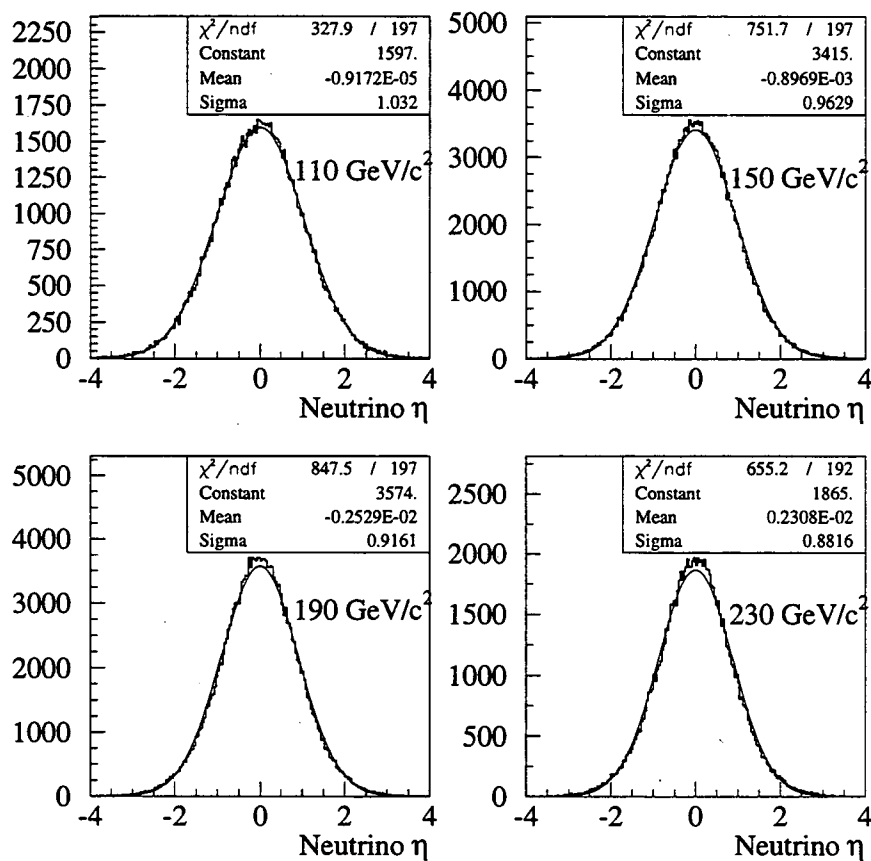 χ²/ndf 327.9 / 197
Constant 1597.
Mean -0.9172E-05
Sigma 1.032
2250
2000
1750
1500
1250
1000
750
500
250
0
110 GeV/c²
-4 -2 0 2 4
Neutrino η
χ²/ndf 751.7 / 197
Constant 3415.
Mean -0.8969E-03
Sigma 0.9629
5000
4000
3000
2000
1000
0
150 GeV/c²
-4 -2 0 2 4
Neutrino η
χ²/ndf 847.5 / 197
Constant 3574.
Mean -0.2529E-02
Sigma 0.9161
5000
4000
3000
2000
1000
0
190 GeV/c²
-4 -2 0 2 4
Neutrino η
χ²/ndf 655.2 / 192
Constant 1865.
Mean 0.2308E-02
Sigma 0.8816
2500
2000
1500
1000
500
0
230 GeV/c²
-4 -2 0 2 4
Neutrino η